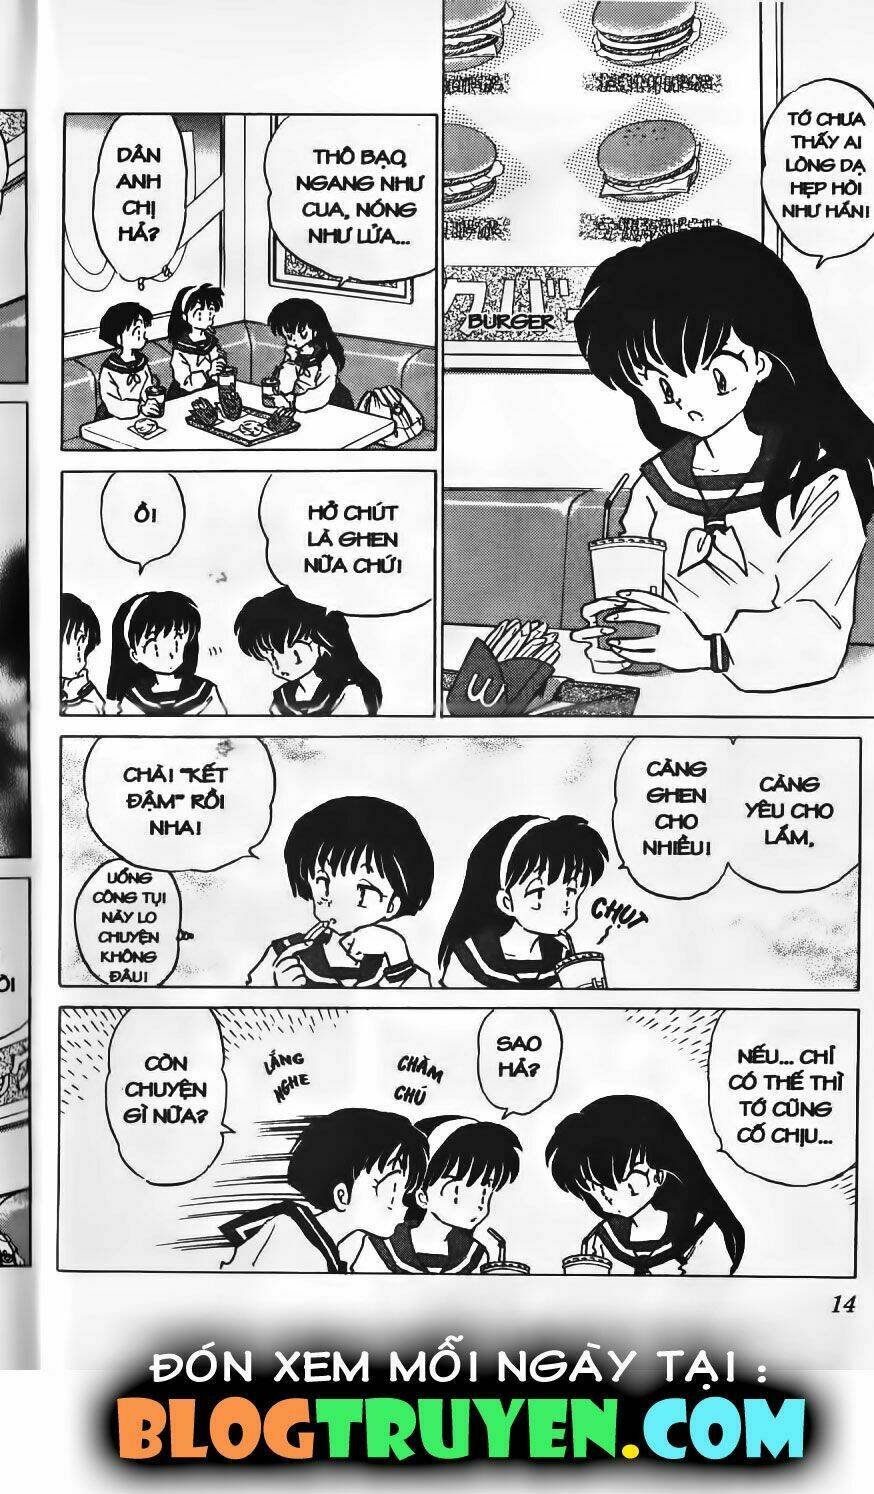 TỚ CHƯA
THẤY AI
LÒNG DẠ
HẸP HÒI
NHƯ HẮN!
クバー
BURGER
THÔ BẠO,
NGANG NHƯ
CUA, NÓNG
NHƯ LỬA...
DÂN
ANH
CHỊ
HẢ?
HỞ CHÚT
LÀ GHEN
NỮA CHỨ!
Ồ!
CÀNG
YÊU CHO
LẮM,
CÀNG
GHEN
CHO
NHIỀU!
CHỤT
CHÀ! "KẾT
ĐẬM" RỒI
NHA!
UỔNG
CÔNG TỤI
NÀY LO
CHUYỆN
KHÔNG
ĐÂU!
NẾU... CHỈ
CÓ THẾ THÌ
TỚ CŨNG
CỐ CHỊU...
SAO
HẢ?
CHĂM
CHÚ
LẮNG
NGHE
CÒN
CHUYỆN
GÌ NỮA?
14
ĐÓN XEM MỖI NGÀY TẠI :
BLOGTRUYEN.COM